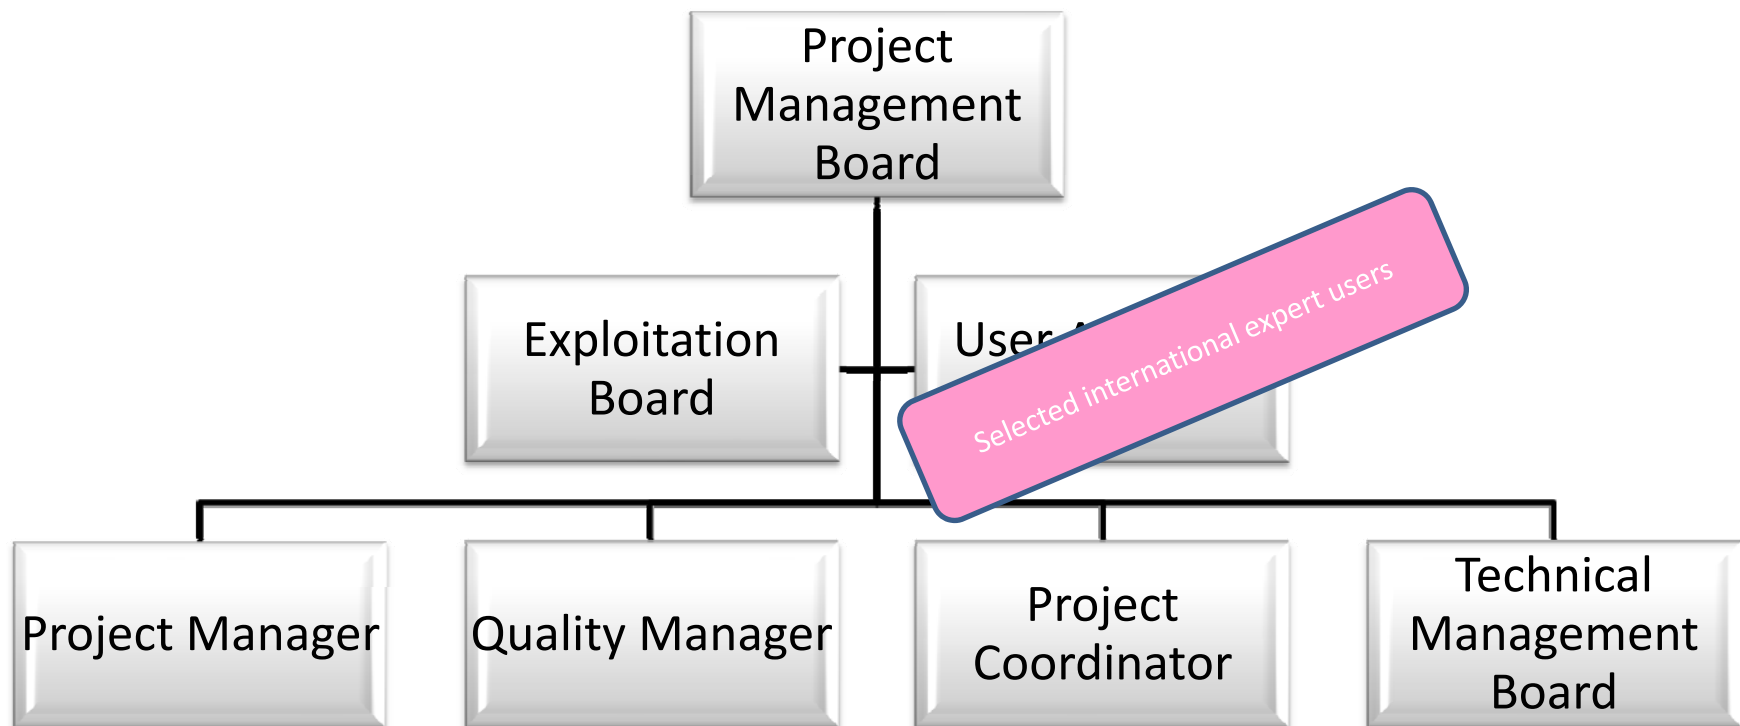 Project
Management
Board
Exploitation
Board
User
Selected international expert users
Project Manager
Quality Manager
Project
Coordinator
Technical
Management
Board